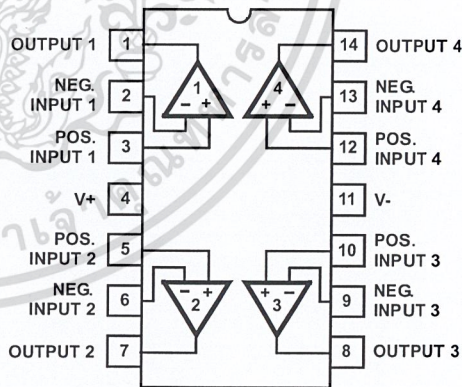 OUTPUT 1
1
14
OUTPUT 4
NEG.
INPUT 1
2
1
- +
4
+ -
13
NEG.
INPUT 4
POS.
INPUT 1
3
12
POS.
INPUT 4
V+
4
11
V-
POS.
INPUT 2
5
10
POS.
INPUT 3
NEG.
INPUT 2
6
- +
2
+ -
3
9
NEG.
INPUT 3
OUTPUT 2
7
8
OUTPUT 3